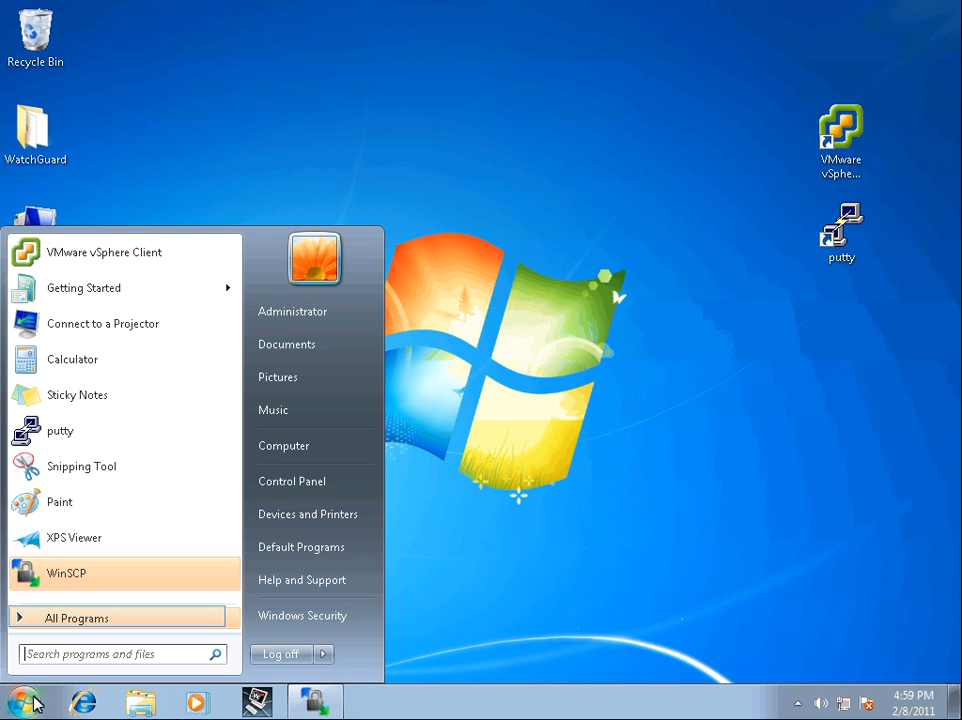 Recycle Bin
WatchGuard
VMware
vSphe...
putty
VMware vSphere Client
Getting Started
Connect to a Projector
Calculator
Sticky Notes
putty
Snipping Tool
Paint
XPS Viewer
WinSCP
All Programs
Search programs and files
Administrator
Documents
Pictures
Music
Computer
Control Panel
Devices and Printers
Default Programs
Help and Support
Windows Security
Log off
4:59 PM
2/8/2011